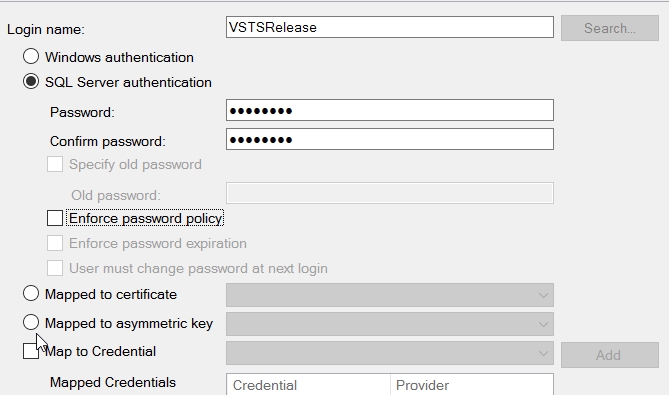 Login name: VSTSRelease Search...
Windows authentication
SQL Server authentication
Password: ●●●●●●●●
Confirm password: ●●●●●●●●
Specify old password
Old password:
Enforce password policy
Enforce password expiration
User must change password at next login
Mapped to certificate
Mapped to asymmetric key
Map to Credential Add
Mapped Credentials Credential Provider